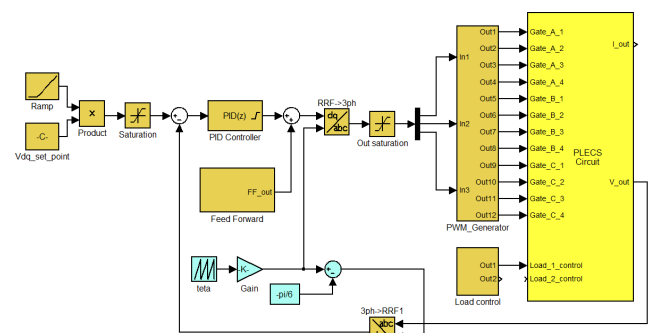 Ramp
-C-
Vdq_set_point
×
Product
Saturation
+
-
PID(z)
PID Controller
+
+
RRF->3ph
dq
abc
Out saturation
FF_out
Feed Forward
teta
-K-
Gain
+
-
-pi/6
3ph->RRF1
abc
In1
In2
In3
Out1
Out2
Out3
Out4
Out5
Out6
Out7
Out8
Out9
Out10
Out11
Out12
PWM_Generator
Gate_A_1
Gate_A_2
Gate_A_3
Gate_A_4
Gate_B_1
Gate_B_2
Gate_B_3
Gate_B_4
Gate_C_1
Gate_C_2
Gate_C_3
Gate_C_4
Load_1_control
Load_2_control
PLECS
Circuit
I_out
V_out
Out1
Out2
Load control